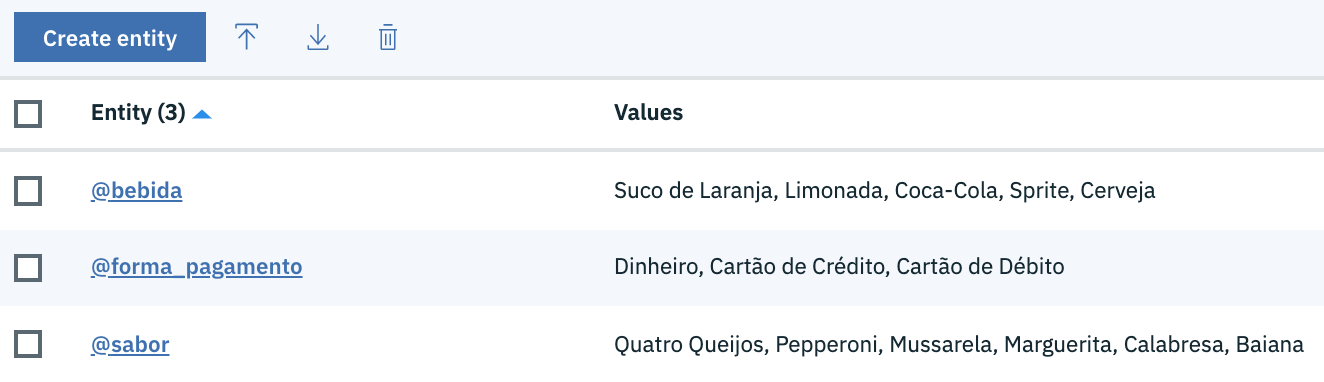 Create entity
Entity (3) Values
@bebida Suco de Laranja, Limonada, Coca-Cola, Sprite, Cerveja
@forma_pagamento Dinheiro, Cartão de Crédito, Cartão de Débito
@sabor Quatro Queijos, Pepperoni, Mussarela, Marguerita, Calabresa, Baiana